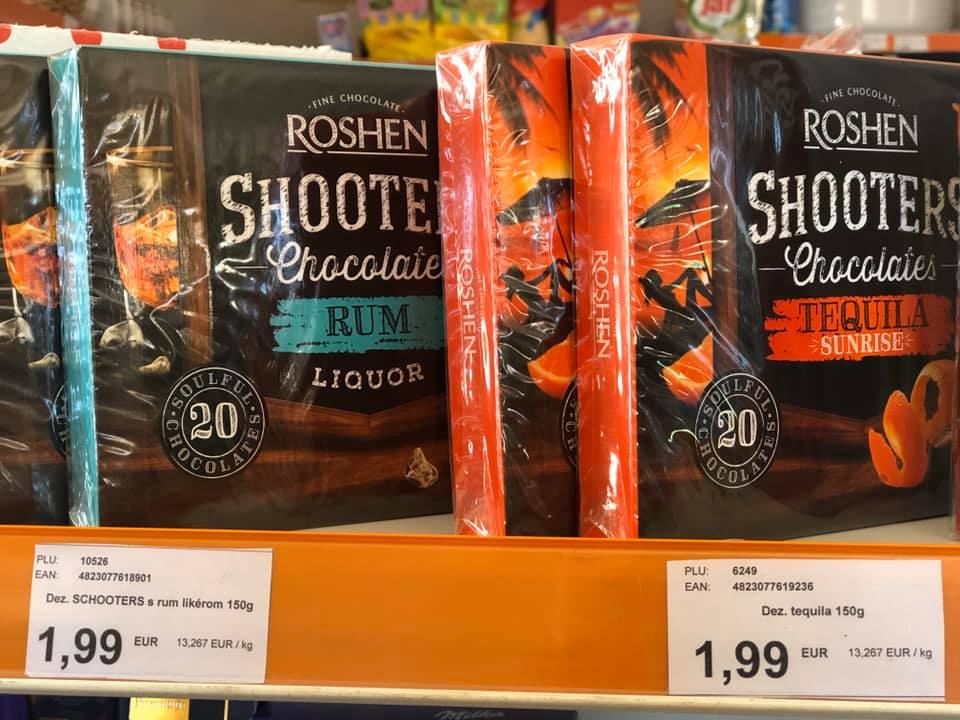 FINE CHOCOLATE
ROSHEN
SHOOTE
Chocolate
RUM
LIQUOR
SOULFUL
20
CHOCOLATES
ROSHEN
ROSHEN
FINE CHOCOLATE
ROSHEN
SHOOTERS
Chocolates
TEQUILA
SUNRISE
SOULFUL
20
CHOCOLATES
PLU: 10526
EAN: 4823077618901
Dez. SCHOOTERS s rum likérom 150g
1,99 EUR 13,267 EUR / kg
PLU: 6249
EAN: 4823077619236
Dez. tequila 150g
1,99 EUR 13,267 EUR / kg
Milka